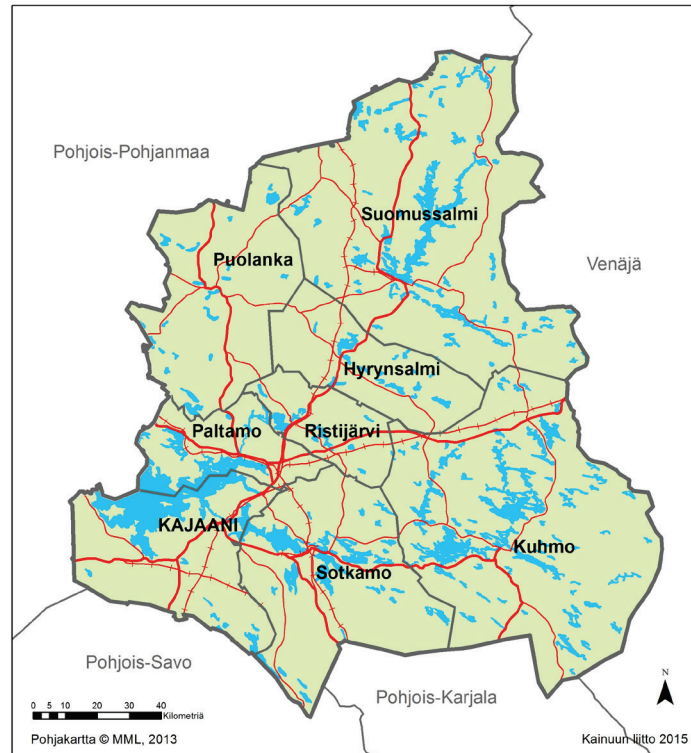 Pohjois-Pohjanmaa
Suomussalmi
Puolanka
Venäjä
Hyrynsalmi
Paltamo
Ristijärvi
KAJAANI
Kuhmo
Sotkamo
Pohjois-Savo
Pohjois-Karjala
N
0 5 10 20 30 40
Kilometriä
Pohjakartta © MML, 2013
Kainuun liitto 2015